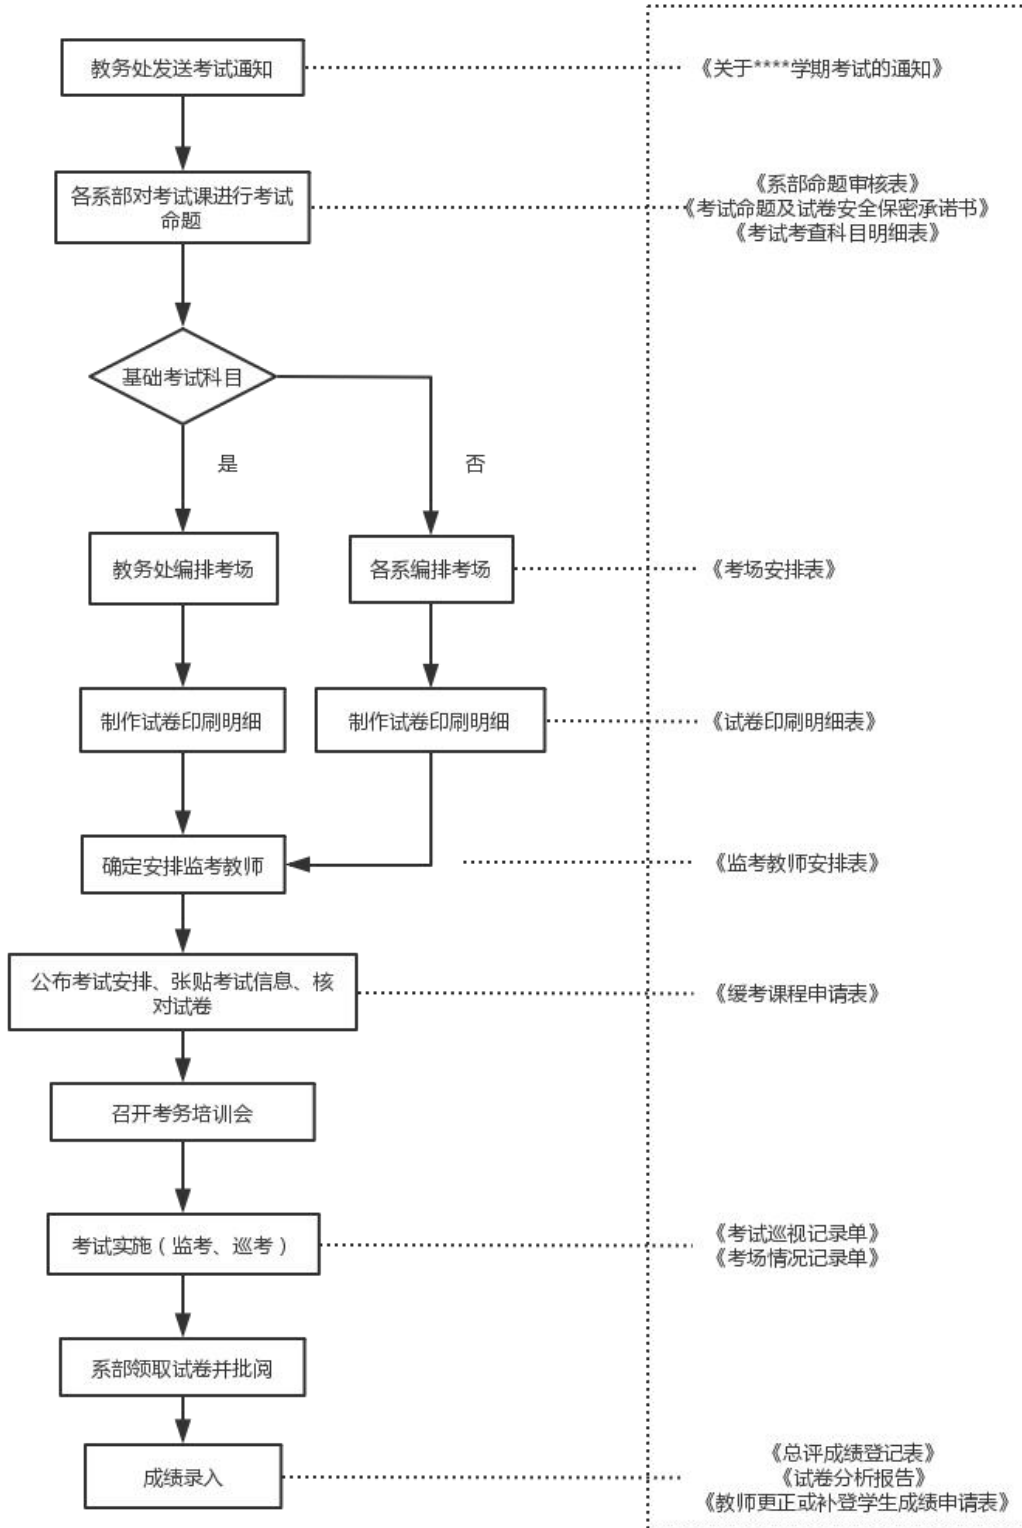 教务处发送考试通知
《关于****学期考试的通知》
各系部对考试课进行考试
命题
《系部命题审核表》
《考试命题及试卷安全保密承诺书》
《考试考查科目明细表》
基础考试科目
是
否
教务处编排考场
各系编排考场
《考场安排表》
制作试卷印刷明细
制作试卷印刷明细
《试卷印刷明细表》
确定安排监考教师
《监考教师安排表》
公布考试安排、张贴考试信息、核
对试卷
《缓考课程申请表》
召开考务培训会
考试实施（监考、巡考）
《考试巡视记录单》
《考场情况记录单》
系部领取试卷并批阅
成绩录入
《总评成绩登记表》
《试卷分析报告》
《教师更正或补登学生成绩申请表》